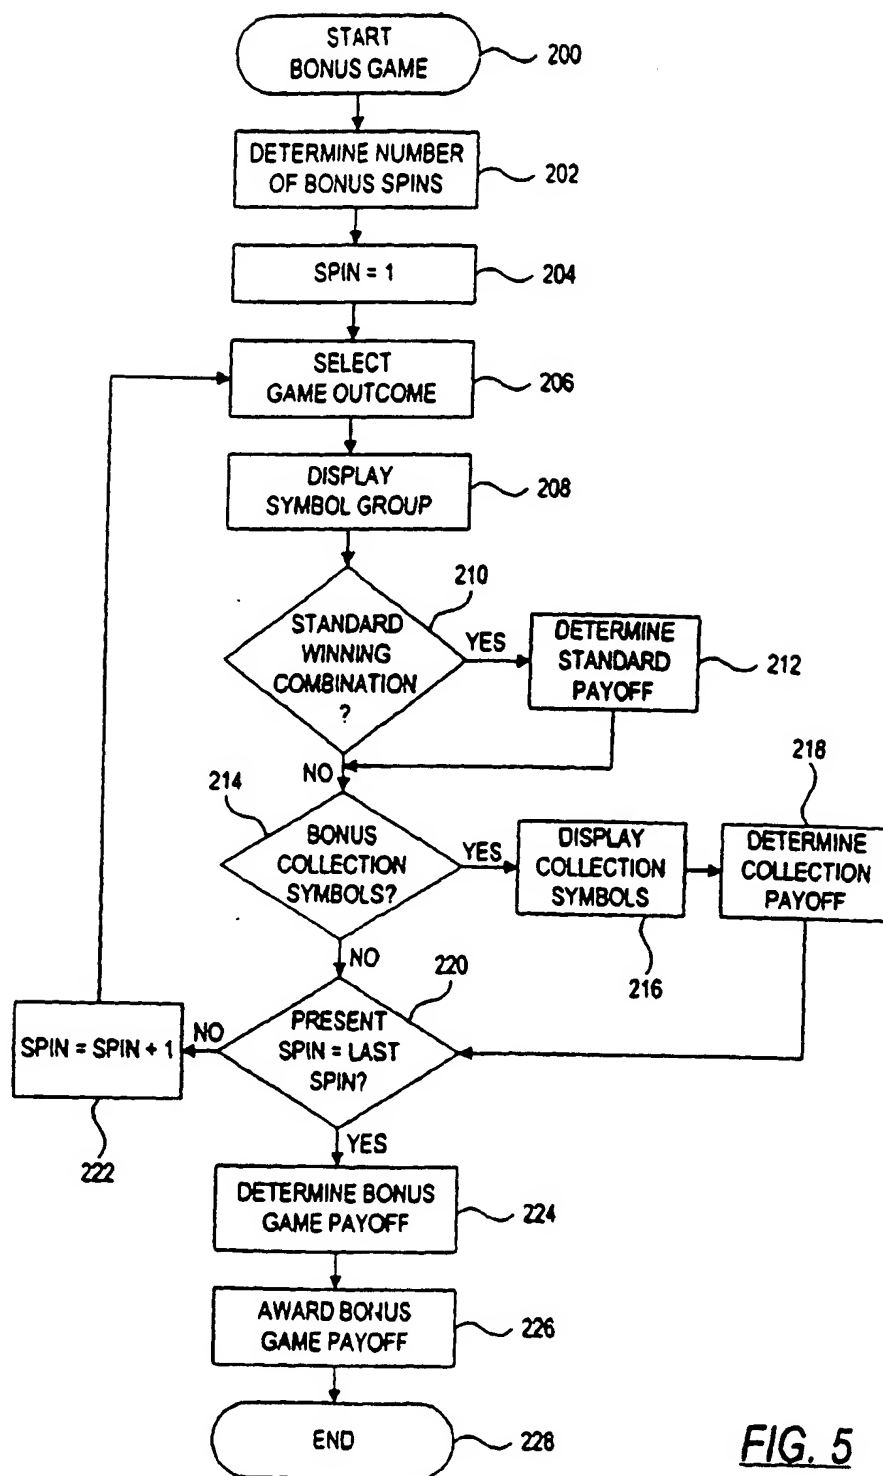 START
BONUS GAME
200
DETERMINE NUMBER
OF BONUS SPINS
202
SPIN = 1
204
SELECT
GAME OUTCOME
206
DISPLAY
SYMBOL GROUP
208
210
STANDARD
WINNING
COMBINATION
?
YES
DETERMINE
STANDARD
PAYOFF
212
NO
214
BONUS
COLLECTION
SYMBOLS?
YES
DISPLAY
COLLECTION
SYMBOLS
216
218
DETERMINE
COLLECTION
PAYOFF
NO
220
PRESENT
SPIN = LAST
SPIN?
NO
SPIN = SPIN + 1
222
YES
DETERMINE BONUS
GAME PAYOFF
224
AWARD BONUS
GAME PAYOFF
226
END
228
FIG. 5